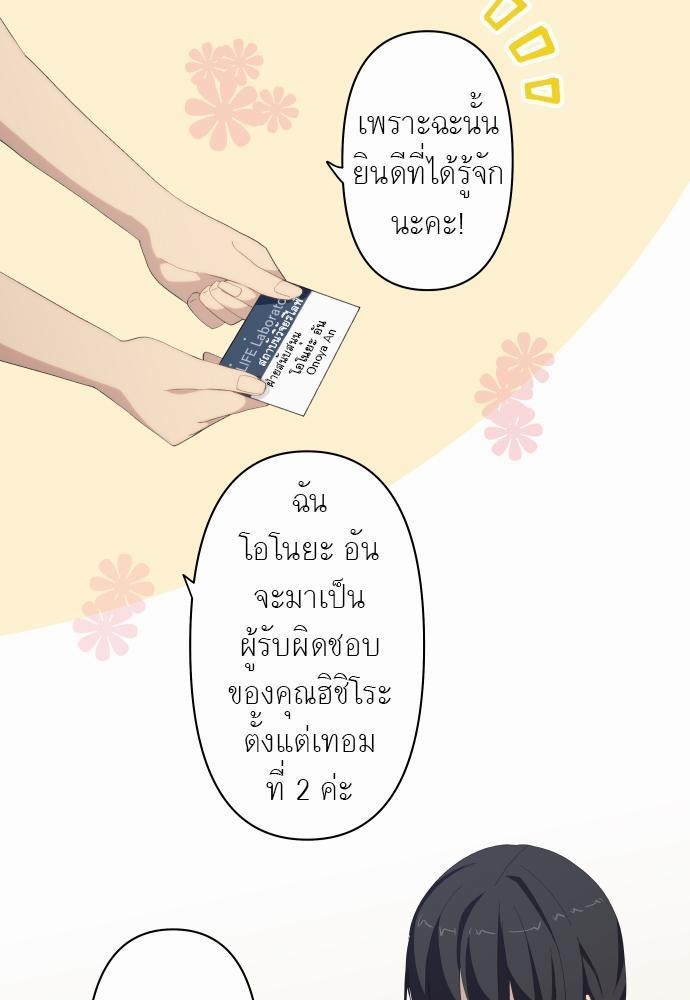 เพราะฉะนั้น
ยินดีที่ได้รู้จัก
นะคะ!
LIFE Laborato
สถาบันวิจัยรีไลฟ์
ฝ่ายสนับสนุน
โอโนยะ อัน
Onoya An
ฉัน
โอโนยะ อัน
จะมาเป็น
ผู้รับผิดชอบ
ของคุณฮิชิโระ
ตั้งแต่เทอม
ที่ 2 ค่ะ